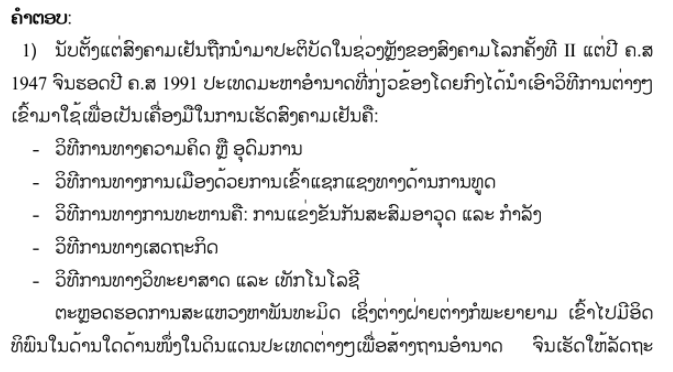 ຄຳຕອບ:
1) ນັບຕັ້ງແຕ່ສົງຄາມເຢັນຖືກນຳມາປະຕິບັດໃນຊ່ວງຫຼັງຂອງສົງຄາມໂລກຄັ້ງທີ II ແຕ່ປີ ຄ.ສ
1947 ຈົນຮອດປີ ຄ.ສ 1991 ປະເທດມະຫາອຳນາດທີ່ກ່ຽວຂ້ອງໂດຍກົງໄດ້ນຳເອົາວິທີການຕ່າງໆ
ເຂົ້າມາໃຊ້ເພື່ອເປັນເຄື່ອງມືໃນການເຮັດສົງຄາມເຢັນຄື:
- ວິທີການທາງຄວາມຄິດ ຫຼື ອຸດົມການ
- ວິທີການທາງການເມືອງດ້ວຍການເຂົ້າແຊກແຊງທາງດ້ານການທູດ
- ວິທີການທາງການທະຫານຄື: ການແຂ່ງຂັນກັນສະສົມອາວຸດ ແລະ ກຳລັງ
- ວິທີການທາງເສດຖະກິດ
- ວິທີການທາງວິທະຍາສາດ ແລະ ເທັກໂນໂລຊີ
ຕະຫຼອດຮອດການສະແຫວງຫາພັນທະມິດ ເຊິ່ງຕ່າງຝ່າຍຕ່າງກໍພະຍາຍາມ ເຂົ້າໄປມີອິດ
ທິພົນໃນດ້ານໃດດ້ານໜຶ່ງໃນດິນແດນປະເທດຕ່າງໆເພື່ອສ້າງຖານອຳນາດ ຈົນເຮັດໃຫ້ລັດຖະ